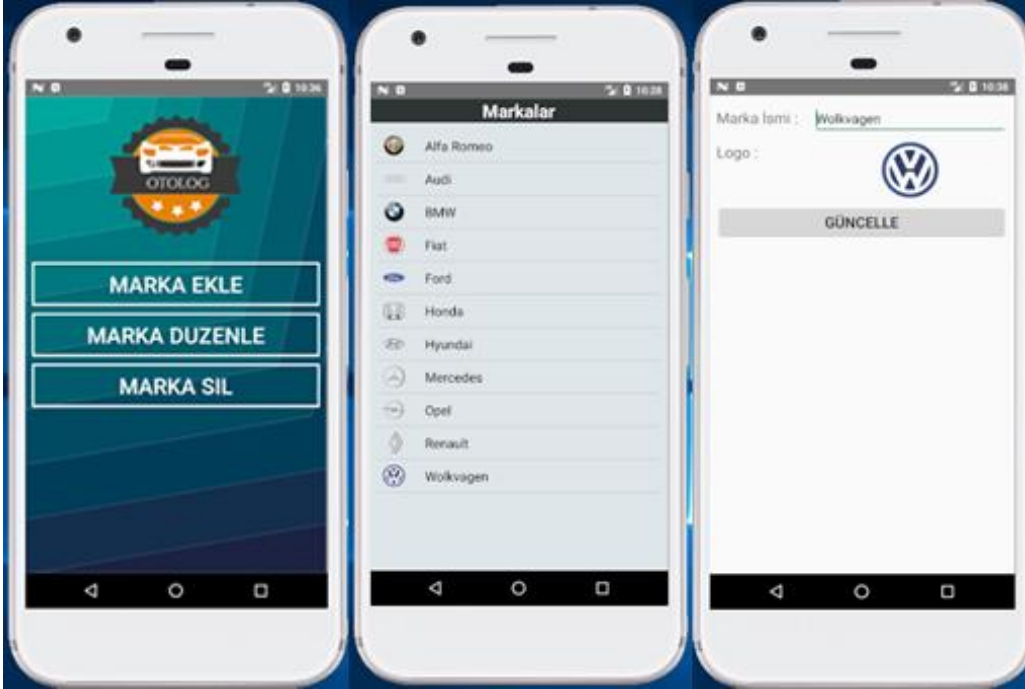 10:36
OTOLOG
MARKA EKLE
MARKA DUZENLE
MARKA SIL
10:28
Markalar
Alfa Romeo
Audi
BMW
Fiat
Ford
Honda
Hyundai
Mercedes
Opel
Renault
Wolkvagen
10:36
Marka İsmi : Wolkvagen
Logo :
GÜNCELLE